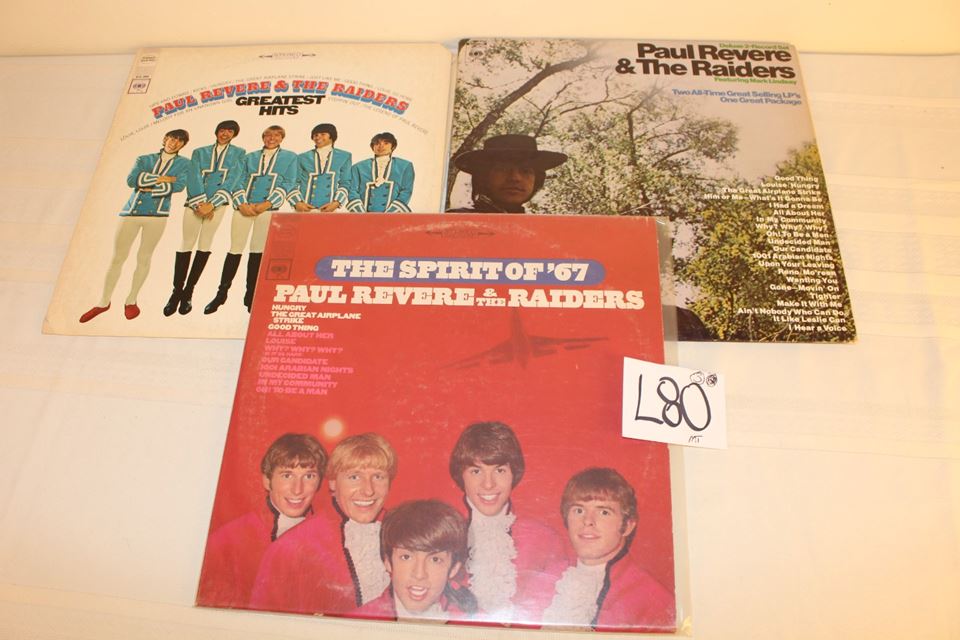 STEREO
PAUL REVERE & THE RAIDERS
GREATEST
HITS
Deluxe 2-Record Set
Paul Revere
& The Raiders
Featuring Mark Lindsay
Two All-Time Great Selling LP's
One Great Package
Good Thing
Louise/Hungry
The Great Airplane Strike
Him or Me-What's It Gonna Be
I Had a Dream
All About Her
In My Community
Why? Why? Why?
Oh! To Be a Man
Undecided Man
Our Candidate
1001 Arabian Nights
Upon Your Leaving
Reno/Mo'reen
Wanting You
Gone-Movin' On
Tighter
Make It With Me
Ain't Nobody Who Can Do
It Like Leslie Can
I Hear a Voice
THE SPIRIT OF '67
PAUL REVERE & THE RAIDERS
HUNGRY
THE GREAT AIRPLANE
STRIKE
GOOD THING
ALL ABOUT HER
LOUISE
WHY? WHY? WHY?
OUR CANDIDATE
1001 ARABIAN NIGHTS
UNDECIDED MAN
IN MY COMMUNITY
OH! TO BE A MAN
L80
MT